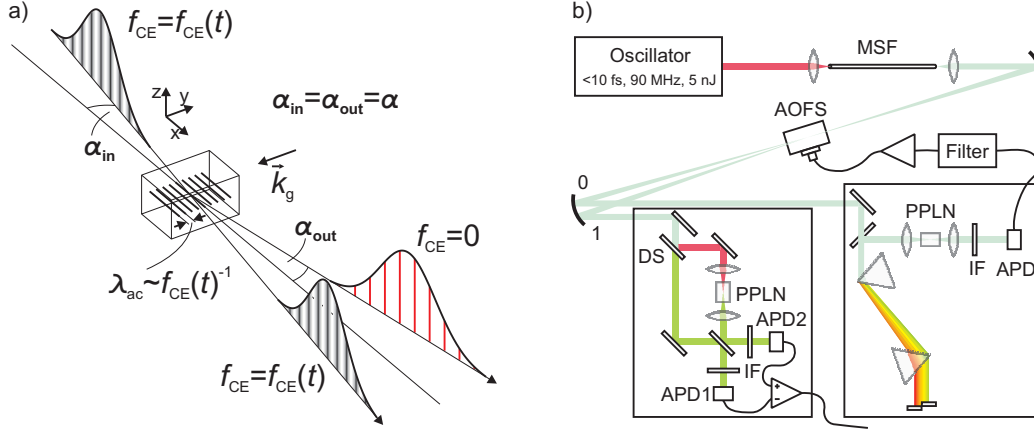 a)
f_CE=f_CE(t)
z
y
x
α_in=α_out=α
α_in
k⃗_g
α_out
f_CE=0
λ_ac~f_CE(t)^-1
f_CE=f_CE(t)
b)
Oscillator
<10 fs, 90 MHz, 5 nJ
MSF
AOFS
Filter
0
1
DS
PPLN
APD2
IF
APD1
+
-
PPLN
IF
APD